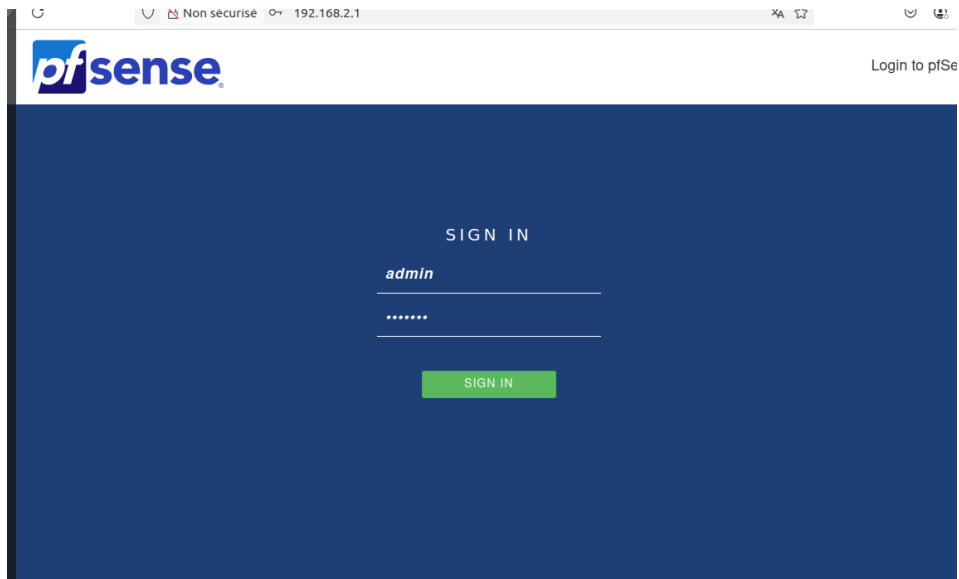 Non sécurisé 192.168.2.1
pfsense
Login to pfSe
SIGN IN
admin
•••••••
SIGN IN